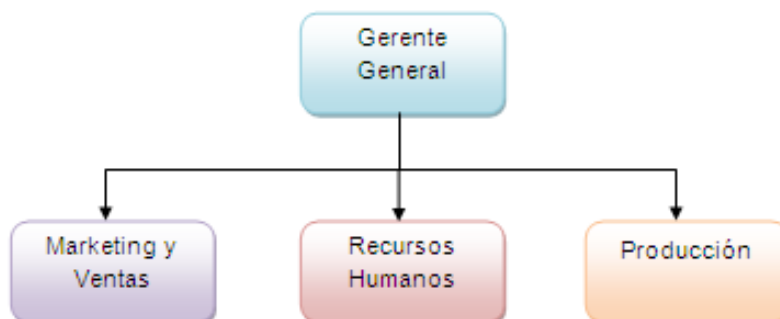 Gerente
General
Marketing y
Ventas
Recursos
Humanos
Producción